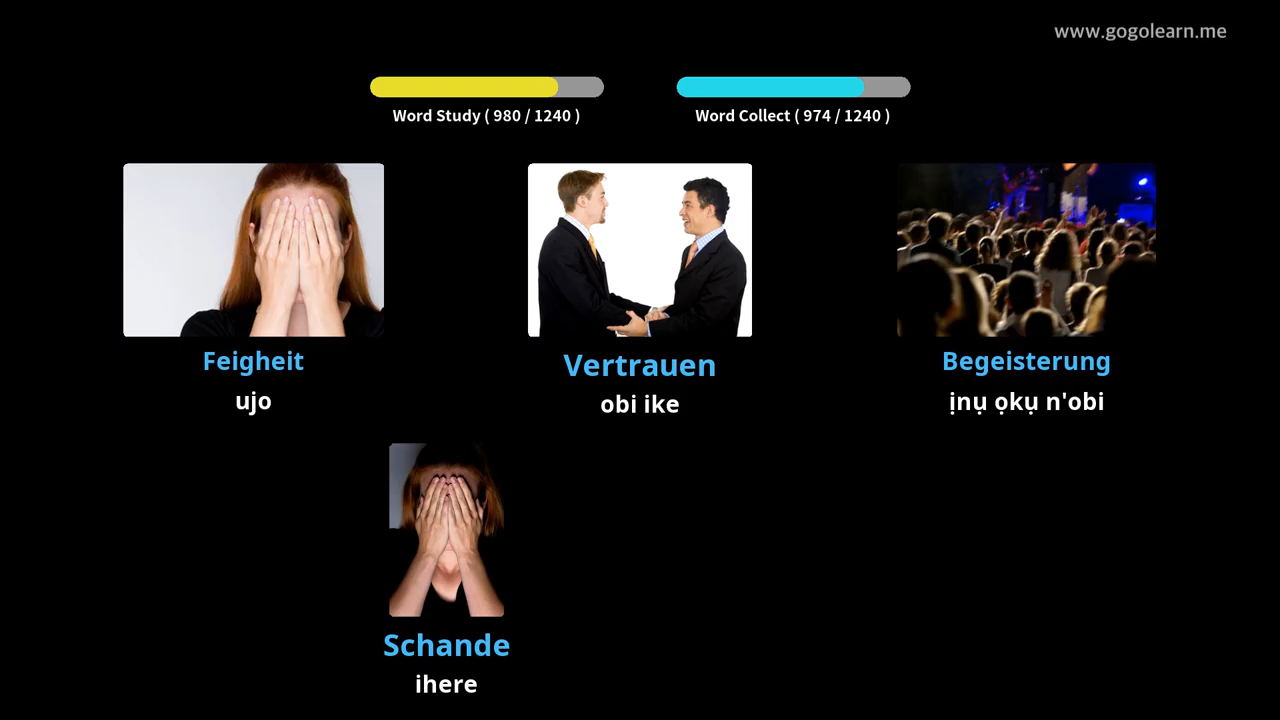 www.gogolearn.me
Word Study ( 980 / 1240 )
Word Collect ( 974 / 1240 )
Feigheit
ujo
Vertrauen
obi ike
Begeisterung
ịnụ ọkụ n'obi
Schande
ihere